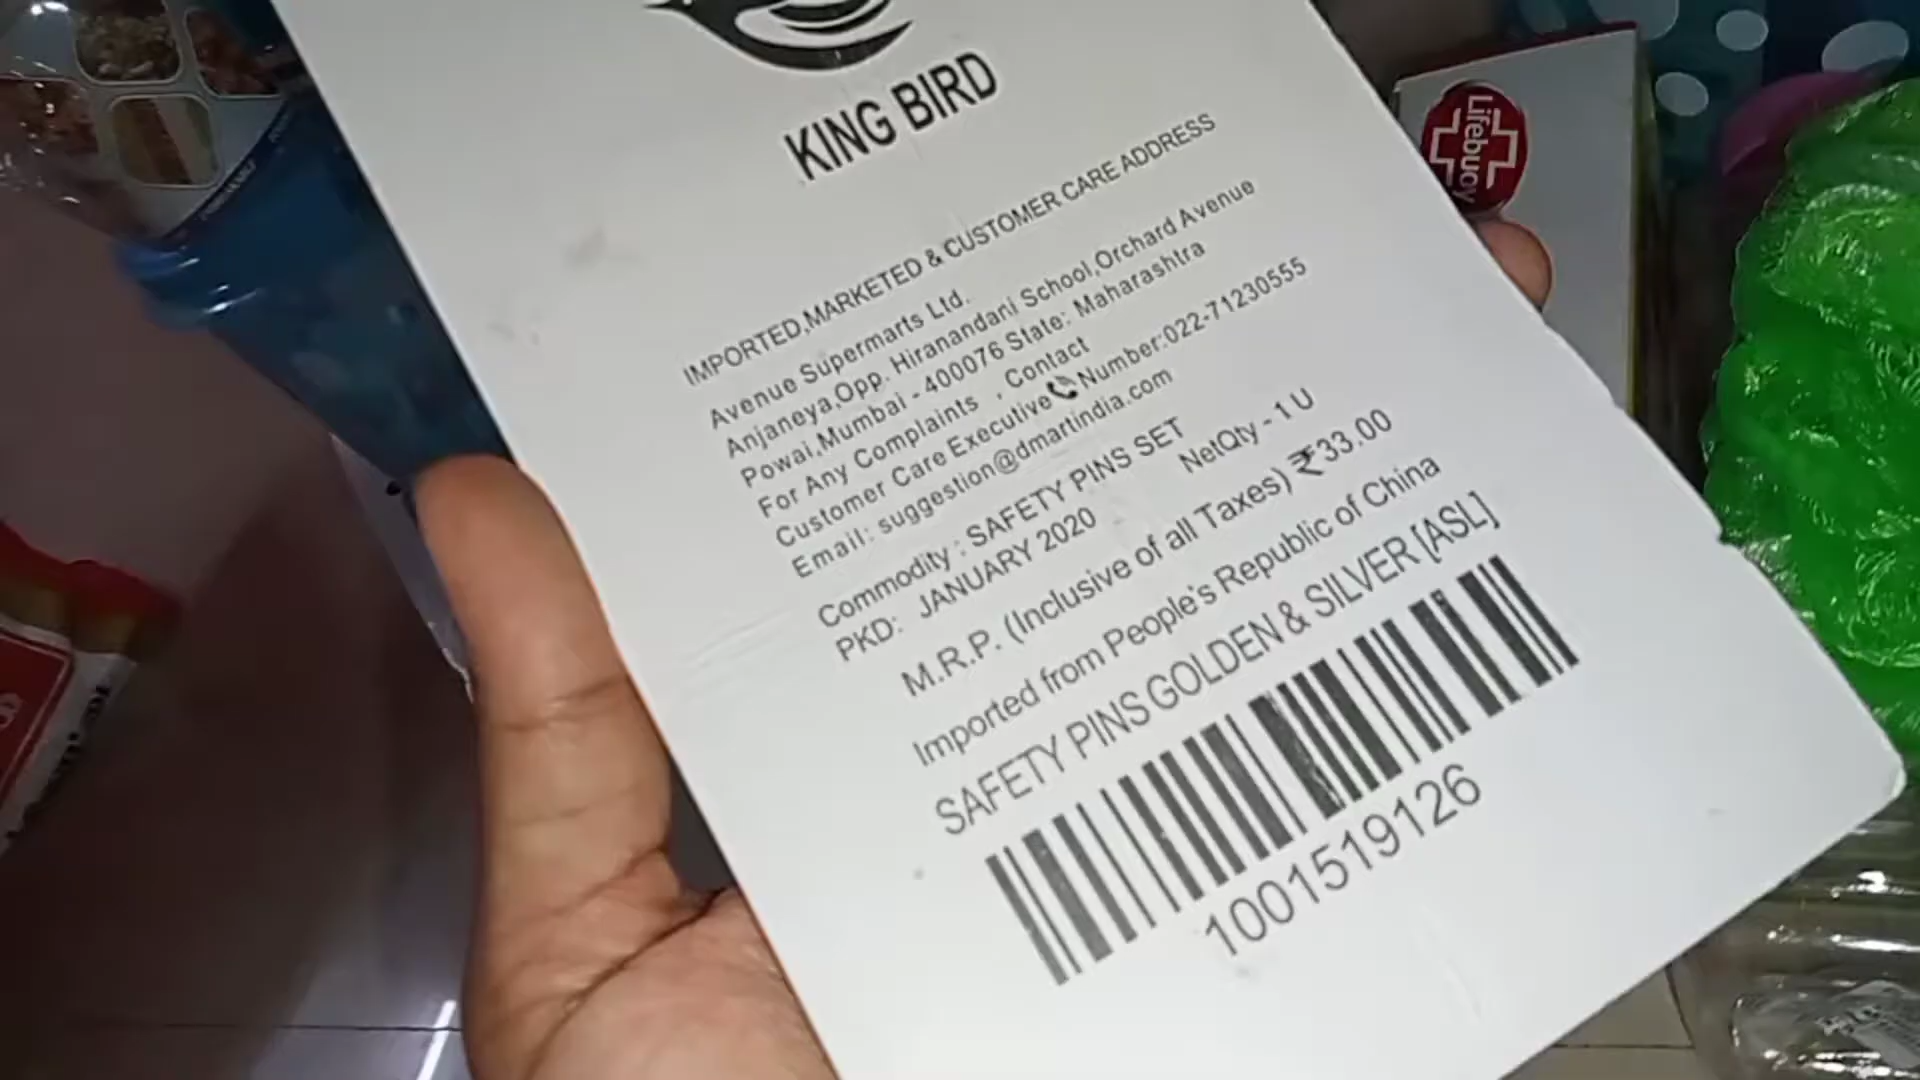 KING BIRD
IMPORTED,MARKETED & CUSTOMER CARE ADDRESS
Avenue Supermarts Ltd.
Anjaneya,Opp. Hiranandani School,Orchard Avenue
Powai,Mumbai - 400076 State: Maharashtra
For Any Complaints , Contact
Customer Care Executive Number:022-71230555
Email: suggestion@dmartindia.com
Commodity : SAFETY PINS SET
PKD: JANUARY 2020 NetQty - 1 U
M.R.P. (Inclusive of all Taxes) ₹33.00
Imported from People's Republic of China
SAFETY PINS GOLDEN & SILVER [ASL]
1001519126
Lifebuoy